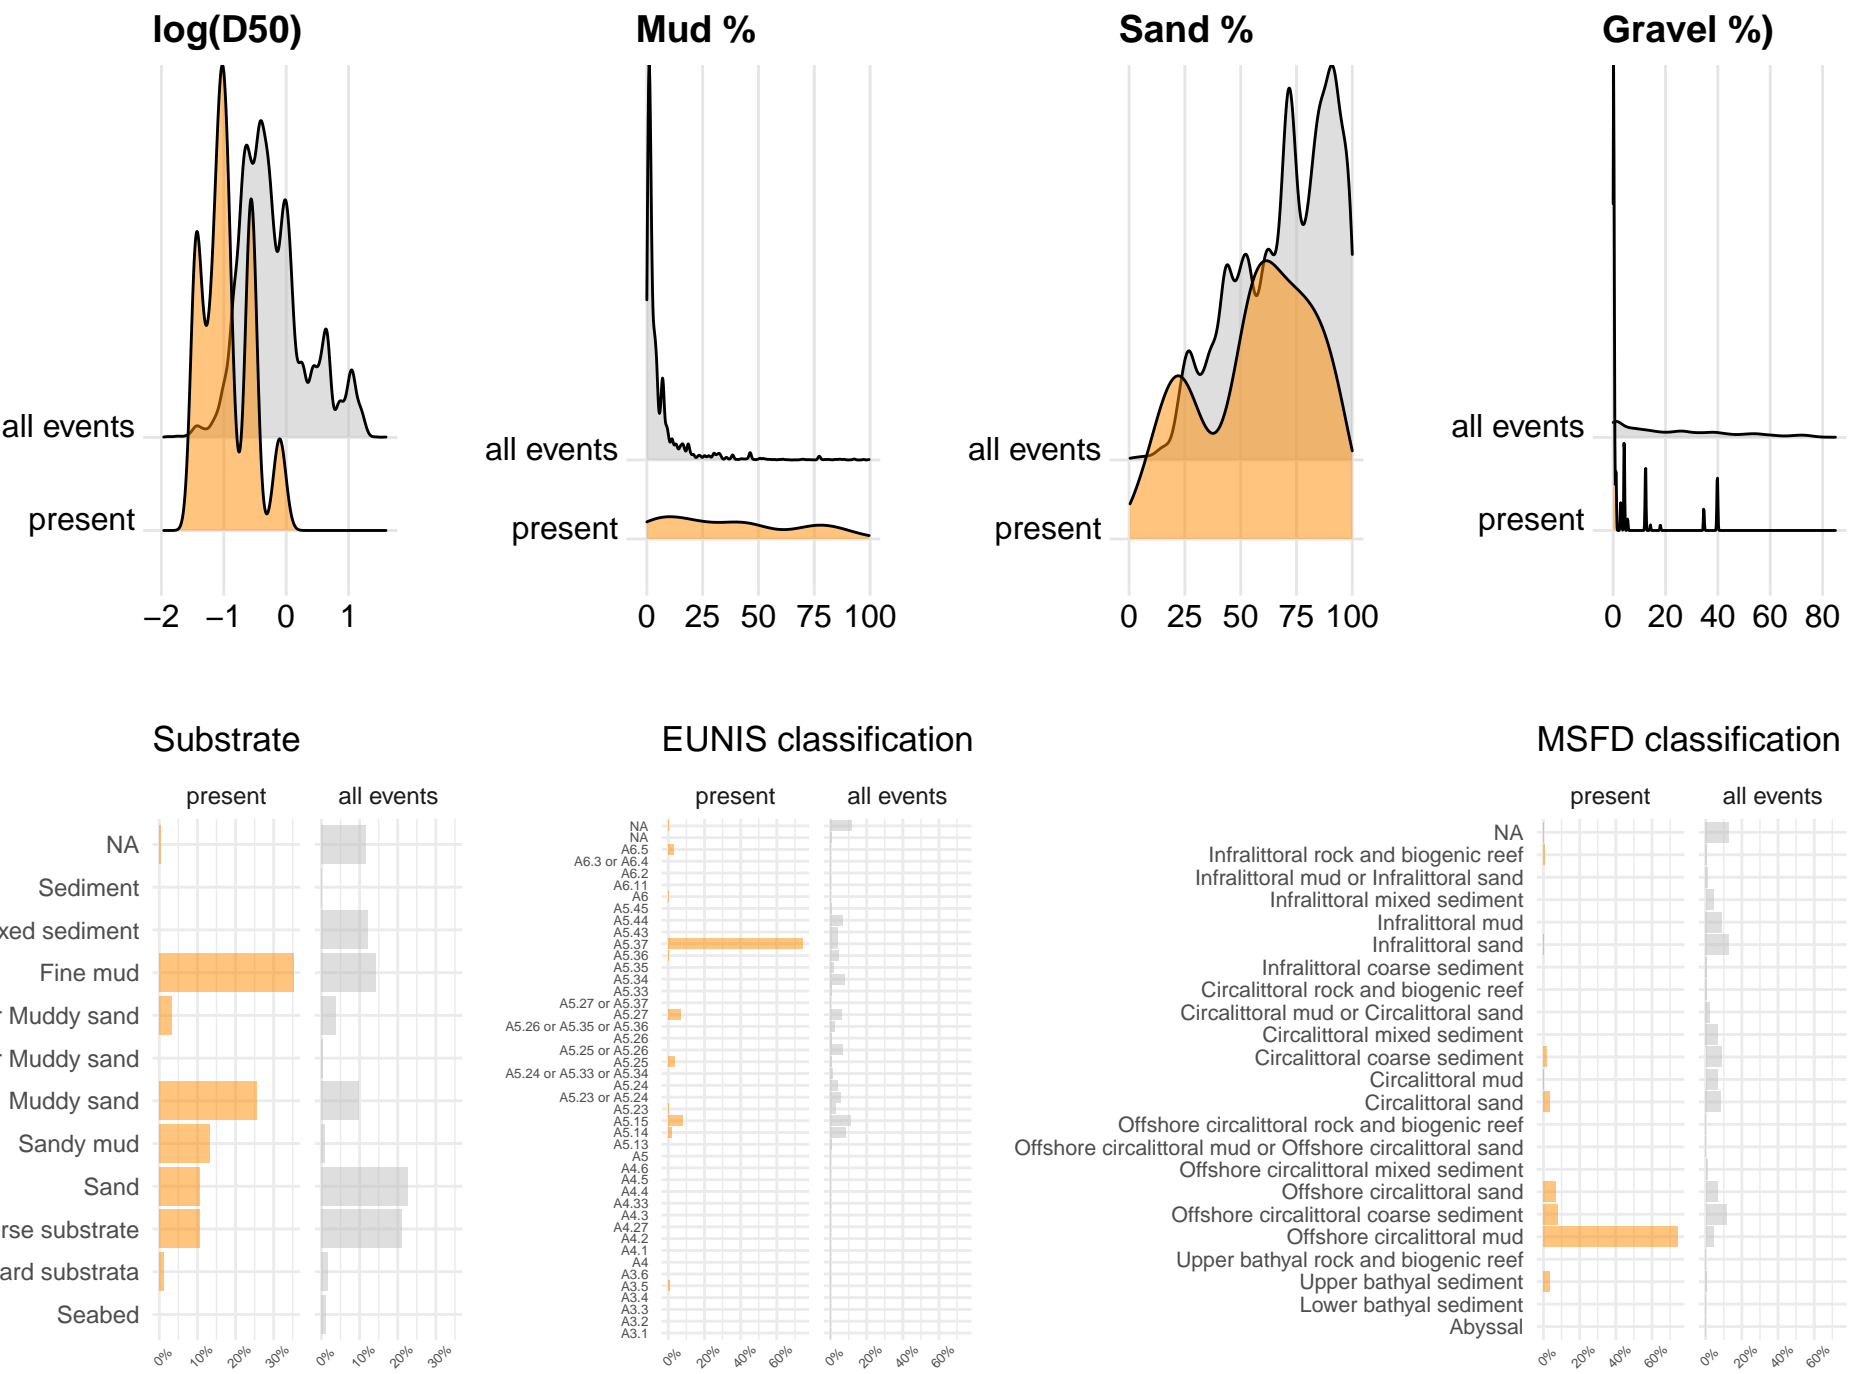 log(D50)
Mud %
Sand %
Gravel %)
all events
present
−2 −1 0 1
all events
present
0 25 50 75 100
all events
present
0 25 50 75 100
all events
present
0 20 40 60 80
Substrate
present all events
NA
Sediment
xed sediment
Fine mud
r Muddy sand
r Muddy sand
Muddy sand
Sandy mud
Sand
rse substrate
ard substrata
Seabed
0% 10% 20% 30% 0% 10% 20% 30%
EUNIS classification
present all events
NA
NA
A6.5
A6.3 or A6.4
A6.2
A6.11
A6
A5.45
A5.44
A5.43
A5.37
A5.36
A5.35
A5.34
A5.33
A5.27 or A5.37
A5.27
A5.26 or A5.35 or A5.36
A5.26
A5.25 or A5.26
A5.25
A5.24 or A5.33 or A5.34
A5.24
A5.23 or A5.24
A5.23
A5.15
A5.14
A5.13
A5
A4.6
A4.5
A4.4
A4.33
A4.3
A4.27
A4.2
A4.1
A4
A3.6
A3.5
A3.4
A3.3
A3.2
A3.1
0% 20% 40% 60% 0% 20% 40% 60%
MSFD classification
present all events
NA
Infralittoral rock and biogenic reef
Infralittoral mud or Infralittoral sand
Infralittoral mixed sediment
Infralittoral mud
Infralittoral sand
Infralittoral coarse sediment
Circalittoral rock and biogenic reef
Circalittoral mud or Circalittoral sand
Circalittoral mixed sediment
Circalittoral coarse sediment
Circalittoral mud
Circalittoral sand
Offshore circalittoral rock and biogenic reef
Offshore circalittoral mud or Offshore circalittoral sand
Offshore circalittoral mixed sediment
Offshore circalittoral sand
Offshore circalittoral coarse sediment
Offshore circalittoral mud
Upper bathyal rock and biogenic reef
Upper bathyal sediment
Lower bathyal sediment
Abyssal
0% 20% 40% 60% 0% 20% 40% 60%